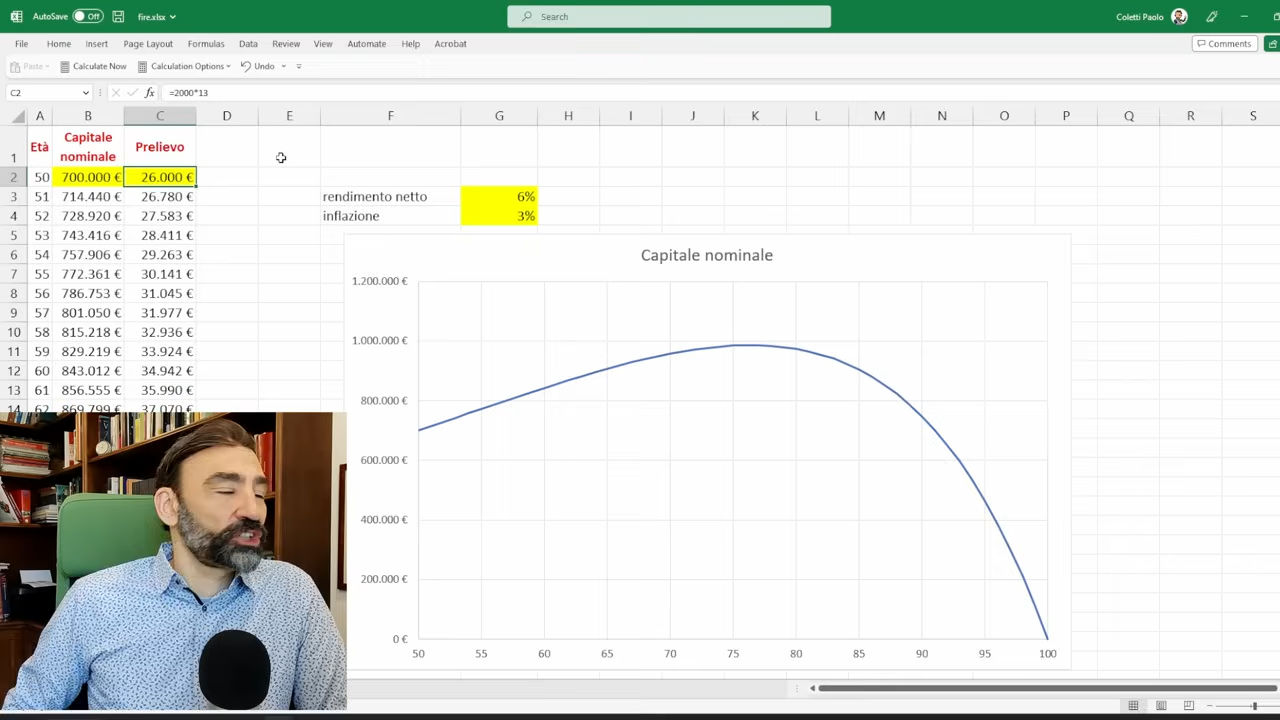 AutoSave Off fire.xlsx Search Coletti Paolo
File Home Insert Page Layout Formulas Data Review View Automate Help Acrobat Comments
Paste Calculate Now Calculation Options Undo
C2 fx =2000*13
A B C D E F G H I J K L M N O P Q R S
1 Età Capitale nominale Prelievo
2 50 700.000 € 26.000 €
3 51 714.440 € 26.780 € rendimento netto 6%
4 52 728.920 € 27.583 € inflazione 3%
5 53 743.416 € 28.411 €
6 54 757.906 € 29.263 €
7 55 772.361 € 30.141 €
8 56 786.753 € 31.045 €
9 57 801.050 € 31.977 €
10 58 815.218 € 32.936 €
11 59 829.219 € 33.924 €
12 60 843.012 € 34.942 €
13 61 856.555 € 35.990 €
14 62 869.799 € 37.070 €
Capitale nominale
1.200.000 €
1.000.000 €
800.000 €
600.000 €
400.000 €
200.000 €
0 €
50 55 60 65 70 75 80 85 90 95 100